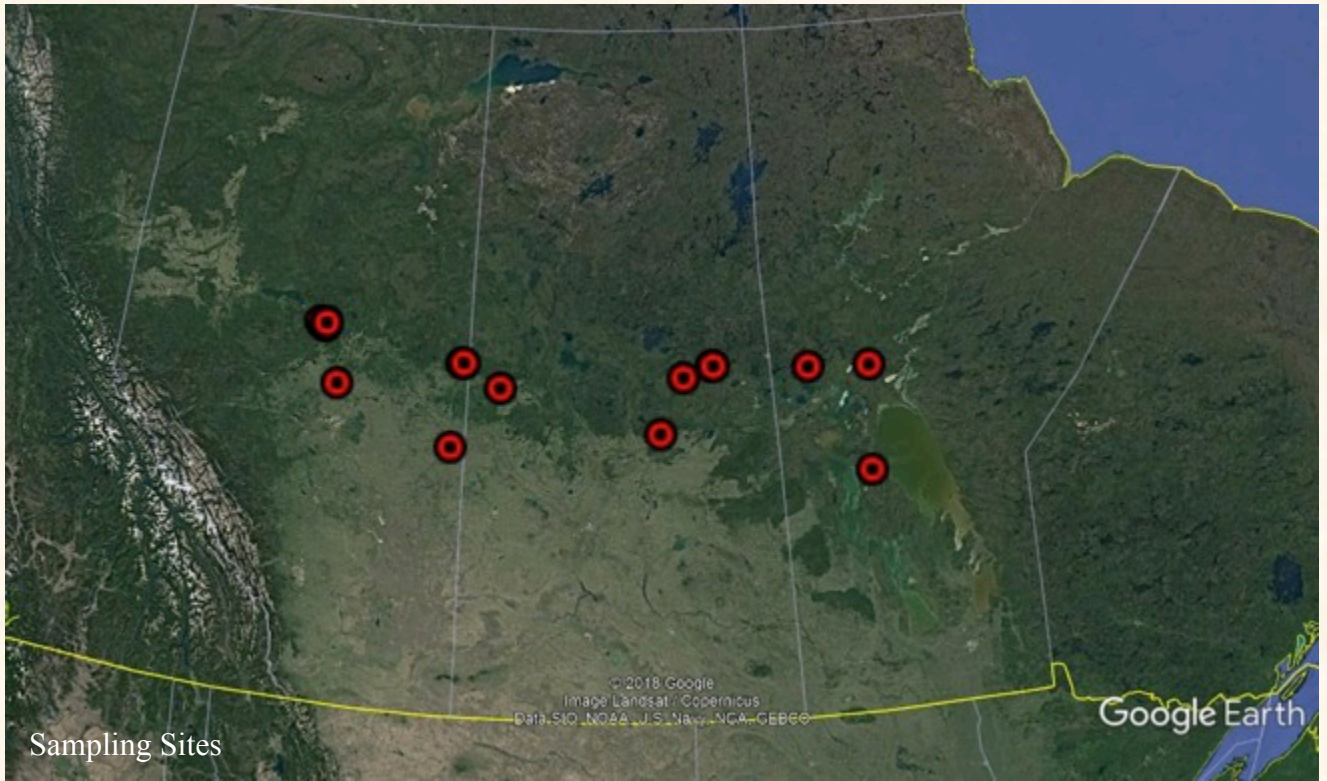 © 2018 Google
Image Landsat / Copernicus
Data SIO, NOAA, U.S. Navy, NGA, GEBCO
Google Earth
Sampling Sites